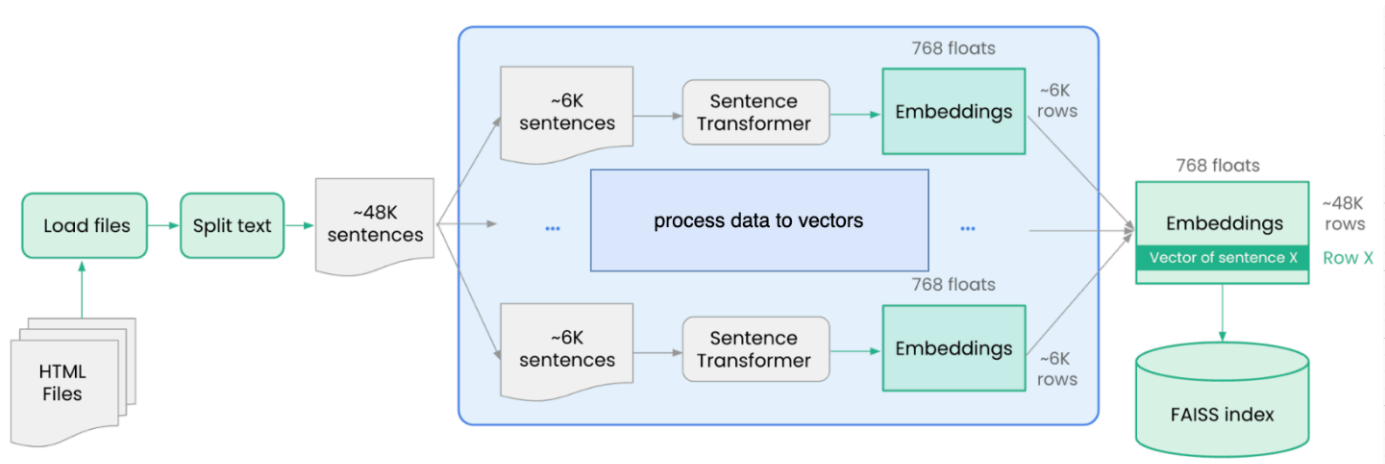 HTML
Files
Load files
Split text
~48K
sentences
768 floats
~6K
sentences
Sentence
Transformer
Embeddings
~6K
rows
...
process data to vectors
...
768 floats
~6K
sentences
Sentence
Transformer
Embeddings
~6K
rows
768 floats
Embeddings
Vector of sentence X
~48K
rows
Row X
FAISS index